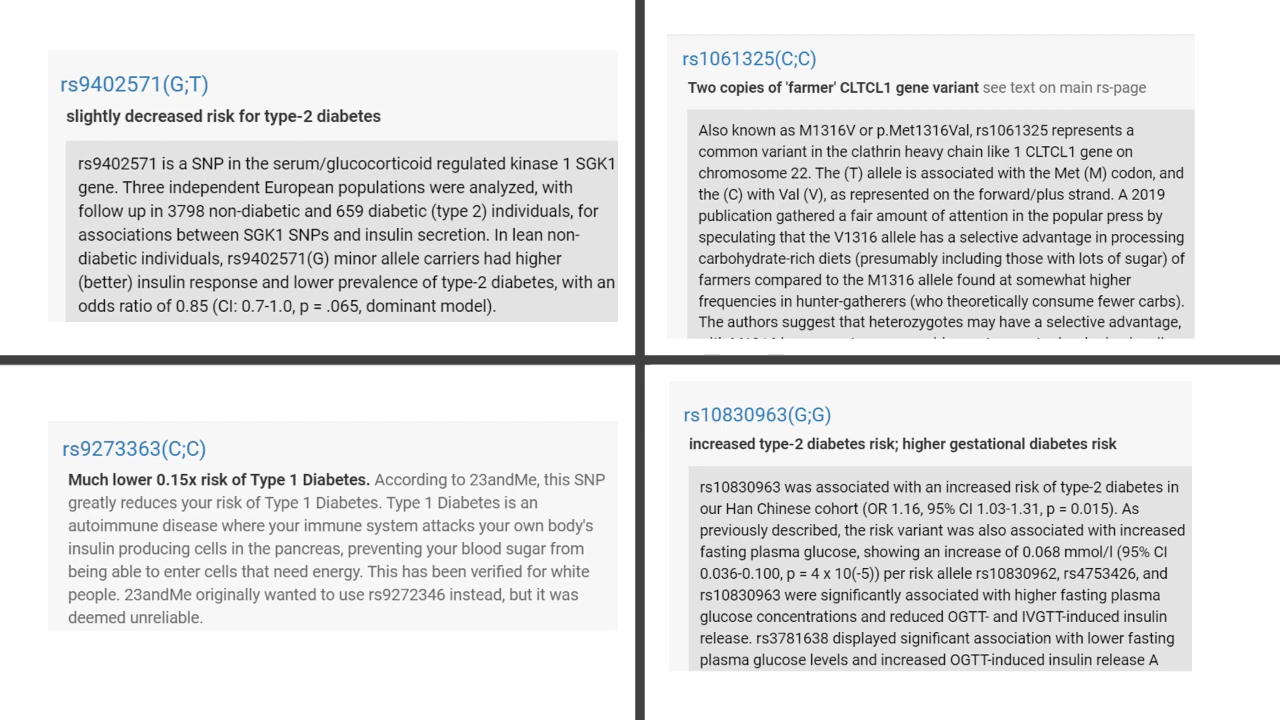 rs9402571(G;T)
slightly decreased risk for type-2 diabetes
rs9402571 is a SNP in the serum/glucocorticoid regulated kinase 1 SGK1
gene. Three independent European populations were analyzed, with
follow up in 3798 non-diabetic and 659 diabetic (type 2) individuals, for
associations between SGK1 SNPs and insulin secretion. In lean non-
diabetic individuals, rs9402571(G) minor allele carriers had higher
(better) insulin response and lower prevalence of type-2 diabetes, with an
odds ratio of 0.85 (CI: 0.7-1.0, p = .065, dominant model).
rs1061325(C;C)
Two copies of 'farmer' CLTCL1 gene variant see text on main rs-page
Also known as M1316V or p.Met1316Val, rs1061325 represents a
common variant in the clathrin heavy chain like 1 CLTCL1 gene on
chromosome 22. The (T) allele is associated with the Met (M) codon, and
the (C) with Val (V), as represented on the forward/plus strand. A 2019
publication gathered a fair amount of attention in the popular press by
speculating that the V1316 allele has a selective advantage in processing
carbohydrate-rich diets (presumably including those with lots of sugar) of
farmers compared to the M1316 allele found at somewhat higher
frequencies in hunter-gatherers (who theoretically consume fewer carbs).
The authors suggest that heterozygotes may have a selective advantage,
rs9273363(C;C)
Much lower 0.15x risk of Type 1 Diabetes. According to 23andMe, this SNP
greatly reduces your risk of Type 1 Diabetes. Type 1 Diabetes is an
autoimmune disease where your immune system attacks your own body's
insulin producing cells in the pancreas, preventing your blood sugar from
being able to enter cells that need energy. This has been verified for white
people. 23andMe originally wanted to use rs9272346 instead, but it was
deemed unreliable.
rs10830963(G;G)
increased type-2 diabetes risk; higher gestational diabetes risk
rs10830963 was associated with an increased risk of type-2 diabetes in
our Han Chinese cohort (OR 1.16, 95% CI 1.03-1.31, p = 0.015). As
previously described, the risk variant was also associated with increased
fasting plasma glucose, showing an increase of 0.068 mmol/l (95% CI
0.036-0.100, p = 4 x 10(-5)) per risk allele rs10830962, rs4753426, and
rs10830963 were significantly associated with higher fasting plasma
glucose concentrations and reduced OGTT- and IVGTT-induced insulin
release. rs3781638 displayed significant association with lower fasting
plasma glucose levels and increased OGTT-induced insulin release A